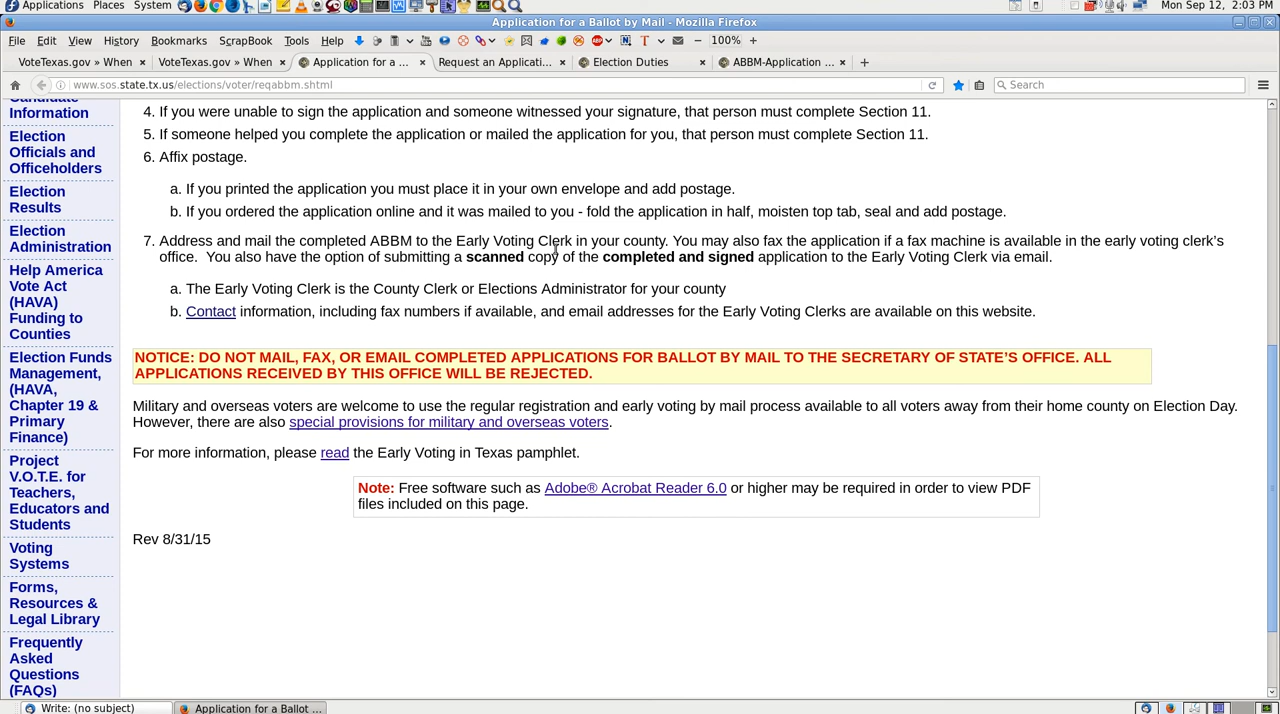 Applications Places System Mon Sep 12, 2:03 PM
Application for a Ballot by Mail - Mozilla Firefox
File Edit View History Bookmarks ScrapBook Tools Help 100%
VoteTexas.gov » When VoteTexas.gov » When Application for a ... Request an Applicati... Election Duties ABBM-Application ...
www.sos.state.tx.us/elections/voter/reqabbm.shtml Search
Candidate
Information
Election
Officials and
Officeholders
Election
Results
Election
Administration
Help America
Vote Act
(HAVA)
Funding to
Counties
Election Funds
Management,
(HAVA,
Chapter 19 &
Primary
Finance)
Project
V.O.T.E. for
Teachers,
Educators and
Students
Voting
Systems
Forms,
Resources &
Legal Library
Frequently
Asked
Questions
(FAQs)
4. If you were unable to sign the application and someone witnessed your signature, that person must complete Section 11.
5. If someone helped you complete the application or mailed the application for you, that person must complete Section 11.
6. Affix postage.
a. If you printed the application you must place it in your own envelope and add postage.
b. If you ordered the application online and it was mailed to you - fold the application in half, moisten top tab, seal and add postage.
7. Address and mail the completed ABBM to the Early Voting Clerk in your county. You may also fax the application if a fax machine is available in the early voting clerk’s
office. You also have the option of submitting a scanned copy of the completed and signed application to the Early Voting Clerk via email.
a. The Early Voting Clerk is the County Clerk or Elections Administrator for your county
b. Contact information, including fax numbers if available, and email addresses for the Early Voting Clerks are available on this website.
NOTICE: DO NOT MAIL, FAX, OR EMAIL COMPLETED APPLICATIONS FOR BALLOT BY MAIL TO THE SECRETARY OF STATE’S OFFICE. ALL
APPLICATIONS RECEIVED BY THIS OFFICE WILL BE REJECTED.
Military and overseas voters are welcome to use the regular registration and early voting by mail process available to all voters away from their home county on Election Day.
However, there are also special provisions for military and overseas voters.
For more information, please read the Early Voting in Texas pamphlet.
Note: Free software such as Adobe® Acrobat Reader 6.0 or higher may be required in order to view PDF
files included on this page.
Rev 8/31/15
Write: (no subject) Application for a Ballot ...